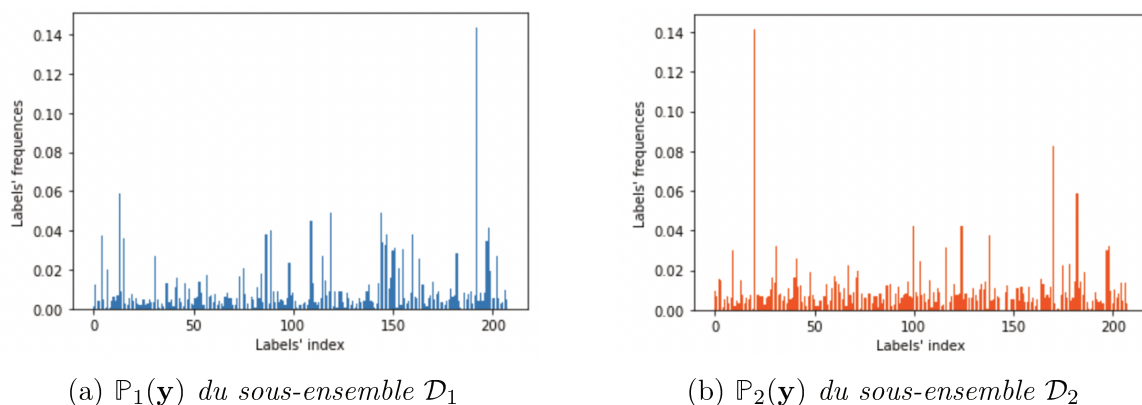 0.14
0.12
0.10
0.08
0.06
0.04
0.02
0.00
Labels' frequences
0 50 100 150 200
Labels' index
(a) ℙ₁(𝐲) du sous-ensemble 𝒟₁
0.14
0.12
0.10
0.08
0.06
0.04
0.02
0.00
Labels' frequences
0 50 100 150 200
Labels' index
(b) ℙ₂(𝐲) du sous-ensemble 𝒟₂